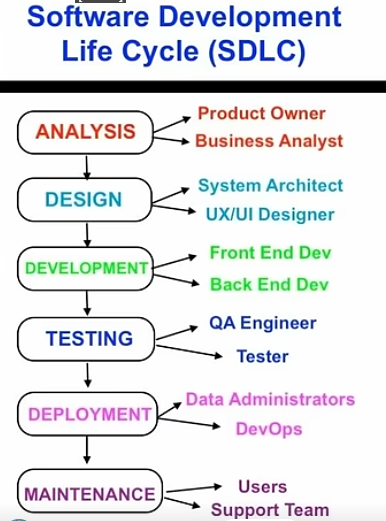 Software Development
Life Cycle (SDLC)
ANALYSIS
Product Owner
Business Analyst
DESIGN
System Architect
UX/UI Designer
DEVELOPMENT
Front End Dev
Back End Dev
TESTING
QA Engineer
Tester
DEPLOYMENT
Data Administrators
DevOps
MAINTENANCE
Users
Support Team